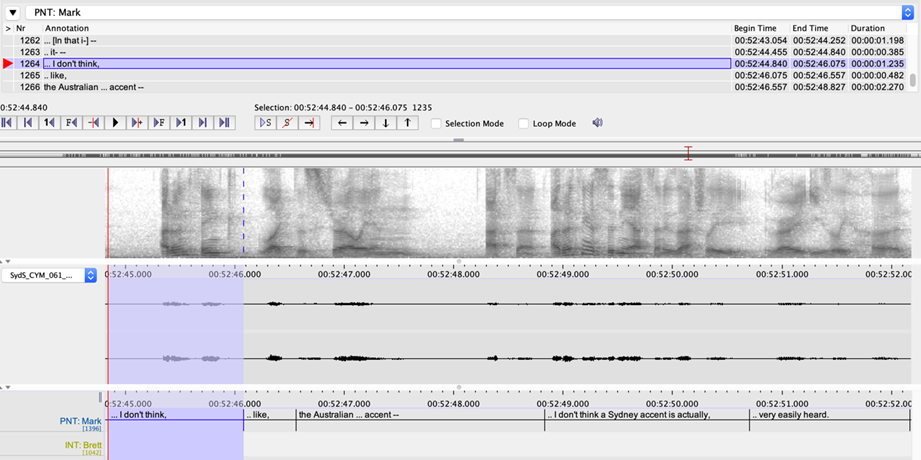 PNT: Mark
> Nr Annotation Begin Time End Time Duration
1262 ... [In that i-] -- 00:52:43.054 00:52:44.252 00:00:01.198
1263 .. it- -- 00:52:44.455 00:52:44.840 00:00:00.385
1264 ... I don't think, 00:52:44.840 00:52:46.075 00:00:01.235
1265 .. like, 00:52:46.075 00:52:46.557 00:00:00.482
1266 the Australian ... accent -- 00:52:46.557 00:52:48.827 00:00:02.270
0:52:44.840 Selection: 00:52:44.840 - 00:52:46.075 1235
1 F F 1 S S Selection Mode Loop Mode
SydS_CYM_061_... 0:52:45.000 00:52:46.000 00:52:47.000 00:52:48.000 00:52:49.000 00:52:50.000 00:52:51.000 00:52:52.0
0:52:45.000 00:52:46.000 00:52:47.000 00:52:48.000 00:52:49.000 00:52:50.000 00:52:51.000 00:52:52.0
PNT: Mark ... I don't think, .. like, the Australian ... accent -- .. I don't think a Sydney accent is actually, .. very easily heard.
[1396]
INT: Brett
[1042]